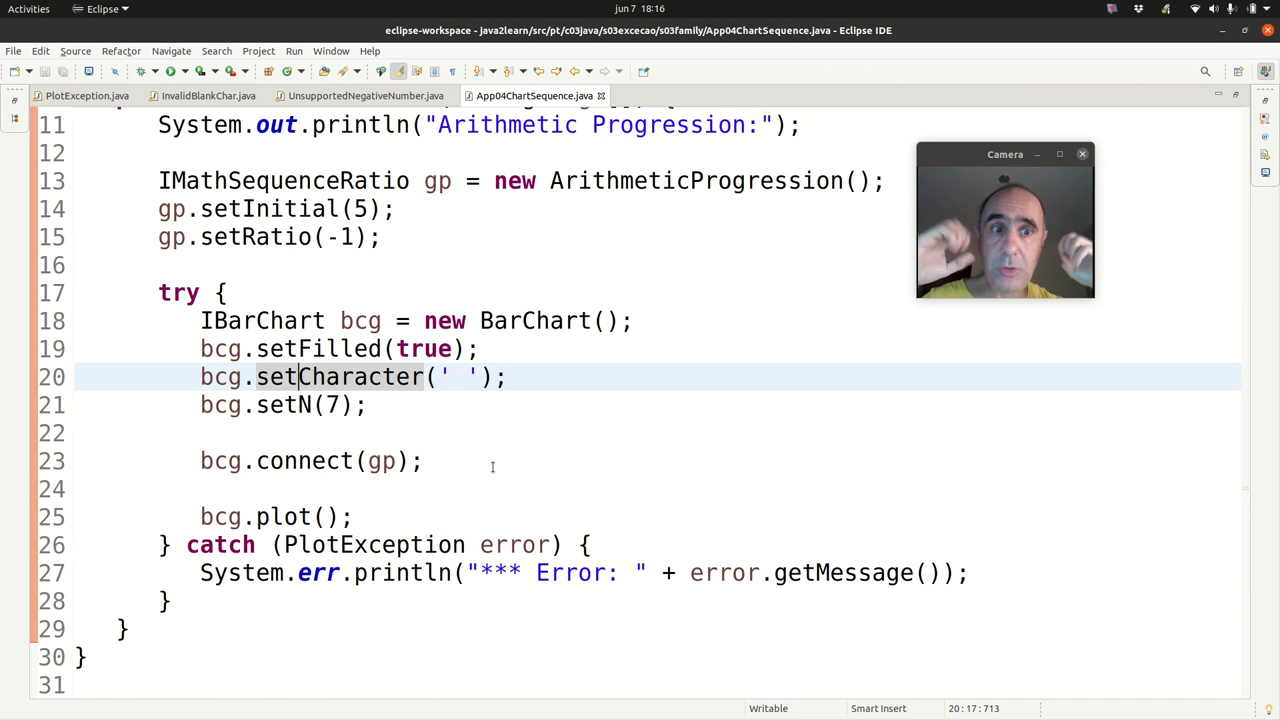 Activities
Eclipse
jun 7 18:16
eclipse-workspace - java2learn/src/pt/c03java/s03excecao/s03family/App04ChartSequence.java - Eclipse IDE
File Edit Source Refactor Navigate Search Project Run Window Help
PlotException.java InvalidBlankChar.java UnsupportedNegativeNumber.java App04ChartSequence.java
11 System.out.println("Arithmetic Progression:");
12
13 IMathSequenceRatio gp = new ArithmeticProgression();
14 gp.setInitial(5);
15 gp.setRatio(-1);
16
17 try {
18 IBarChart bcg = new BarChart();
19 bcg.setFilled(true);
20 bcg.setCharacter(' ');
21 bcg.setN(7);
22
23 bcg.connect(gp);
24
25 bcg.plot();
26 } catch (PlotException error) {
27 System.err.println("*** Error: " + error.getMessage());
28 }
29 }
30 }
31
Camera
Writable Smart Insert 20 : 17 : 713